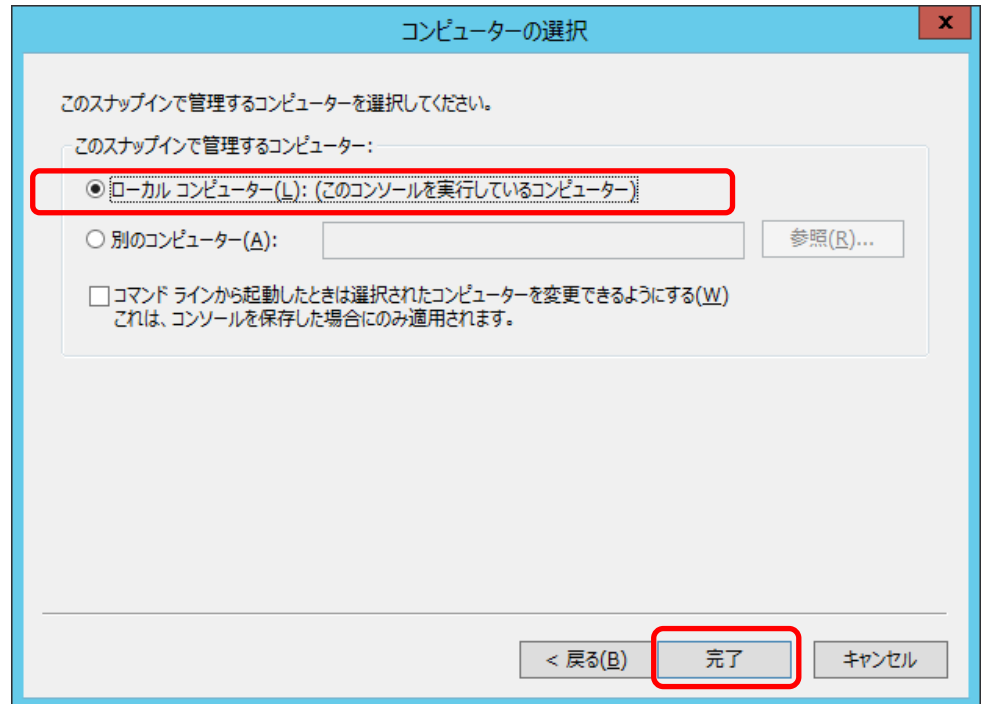 コンピューターの選択
x
このスナップインで管理するコンピューターを選択してください。
このスナップインで管理するコンピューター:
ローカル コンピューター(L): (このコンソールを実行しているコンピューター)
別のコンピューター(A):
参照(R)...
コマンド ラインから起動したときは選択されたコンピューターを変更できるようにする(W)
これは、コンソールを保存した場合にのみ適用されます。
< 戻る(B)
完了
キャンセル